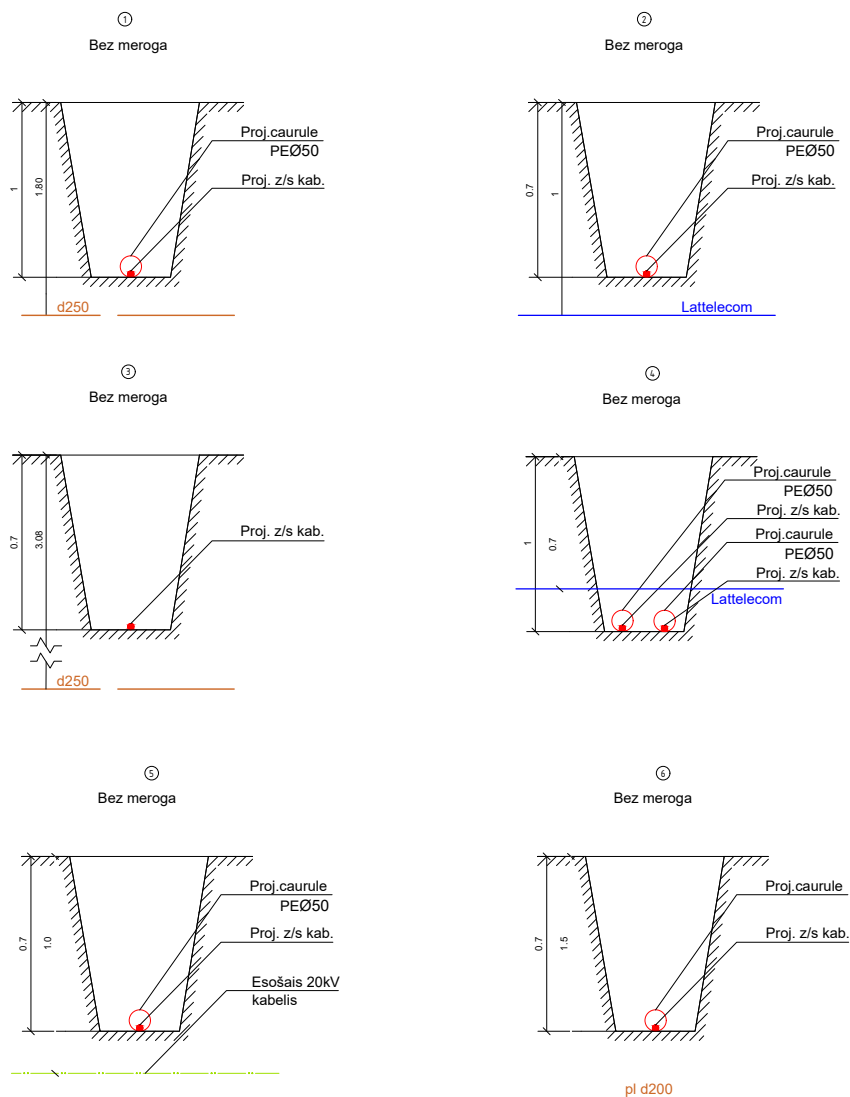 1
Bez meroga
Proj.caurule
PEØ50
Proj. z/s kab.
1
1.80
d250
2
Bez meroga
Proj.caurule
PEØ50
Proj. z/s kab.
0.7
1
Lattelecom
3
Bez meroga
Proj. z/s kab.
0.7
3.08
d250
4
Bez meroga
Proj.caurule
PEØ50
Proj. z/s kab.
Proj.caurule
PEØ50
Proj. z/s kab.
1
0.7
Lattelecom
5
Bez meroga
Proj.caurule
PEØ50
Proj. z/s kab.
Esošais 20kV
kabelis
0.7
1.0
6
Bez meroga
Proj.caurule
Proj. z/s kab.
0.7
1.5
pl d200